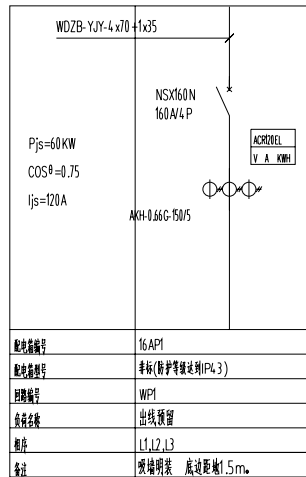 WDZB-YJY-4x70+1x35
NSX160N
160A/4P
ACR120EL
V A KWH
Pjs=60KW
COSθ=0.75
Ijs=120A
AKH-0.66G-150/5
配电箱编号 16AP1
配电箱型号 非标(防护等级达到IP43)
回路编号 WP1
负荷名称 出线预留
相序 L1,L2,L3
备注 吸墙明装 底边距地1.5m。